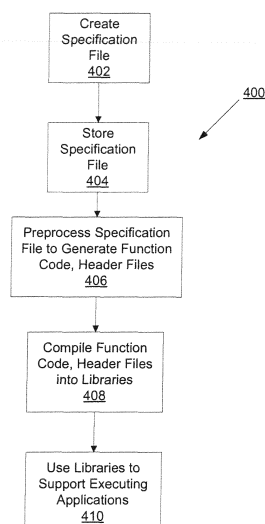 Create
Specification
File
402
400
Store
Specification
File
404
Preprocess Specification
File to Generate Function
Code, Header Files
406
Compile Function
Code, Header Files
into Libraries
408
Use Libraries to
Support Executing
Applications
410